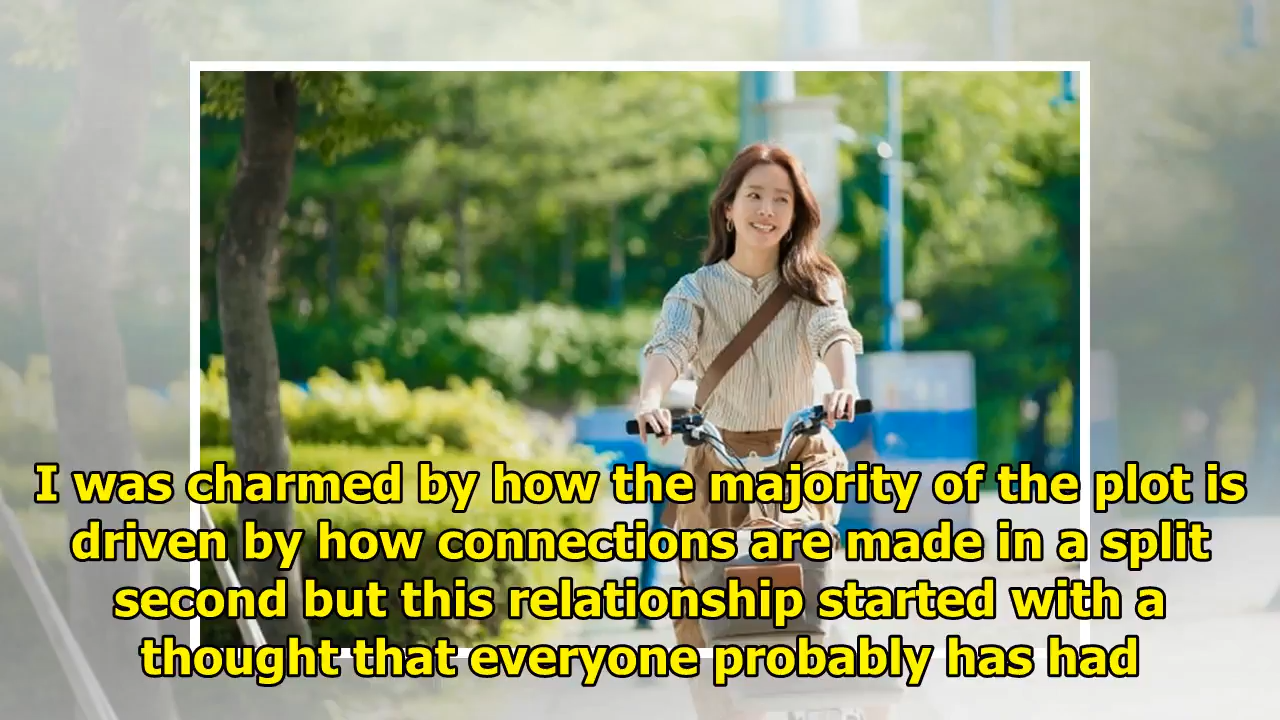 I was charmed by how the majority of the plot is
driven by how connections are made in a split
second but this relationship started with a
thought that everyone probably has had